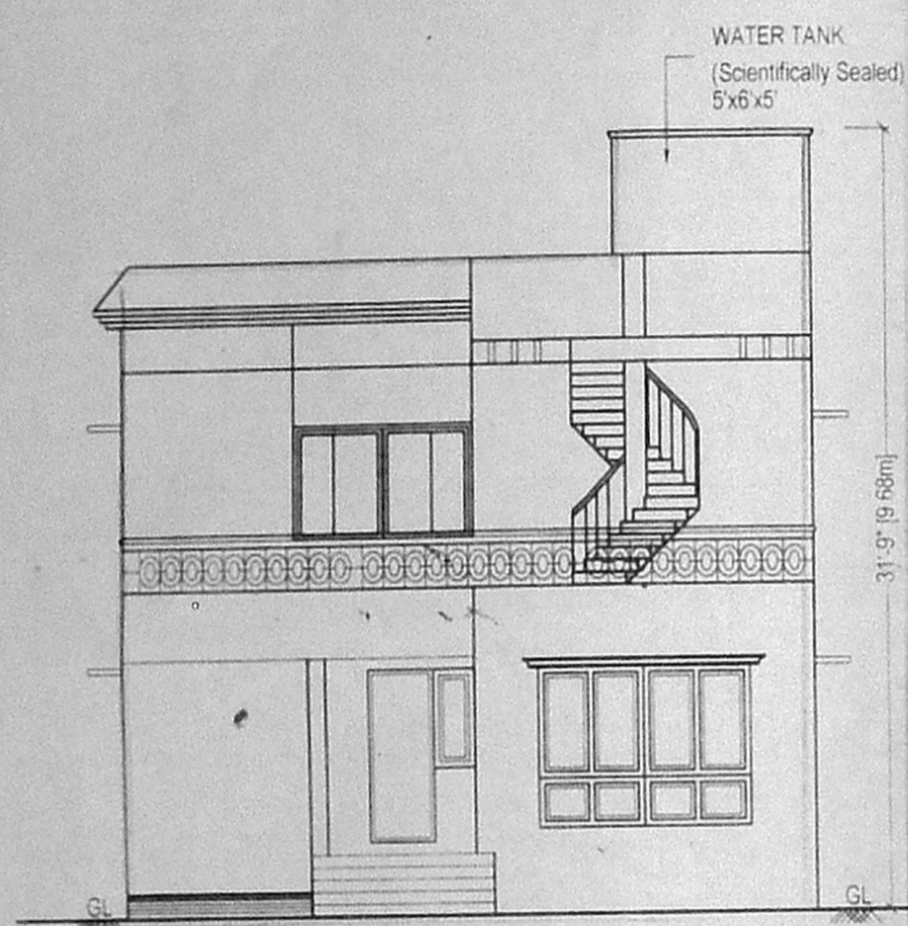 WATER TANK
(Scientifically Sealed)
5'x6'x5'
31'-9" [9.68m]
GL
GL